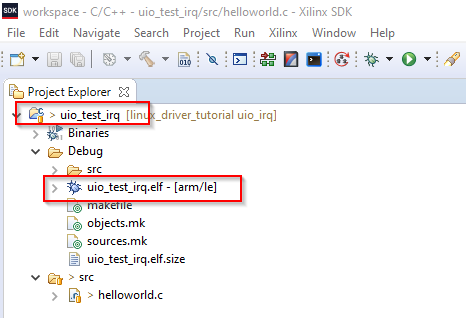 SDK workspace - C/C++ - uio_test_irq/src/helloworld.c - Xilinx SDK
File Edit Navigate Search Project Run Xilinx Window Help
010
Project Explorer
> uio_test_irq [linux_driver_tutorial uio_irq]
Binaries
Debug
src
uio_test_irq.elf - [arm/le]
makefile
objects.mk
sources.mk
uio_test_irq.elf.size
> src
> helloworld.c